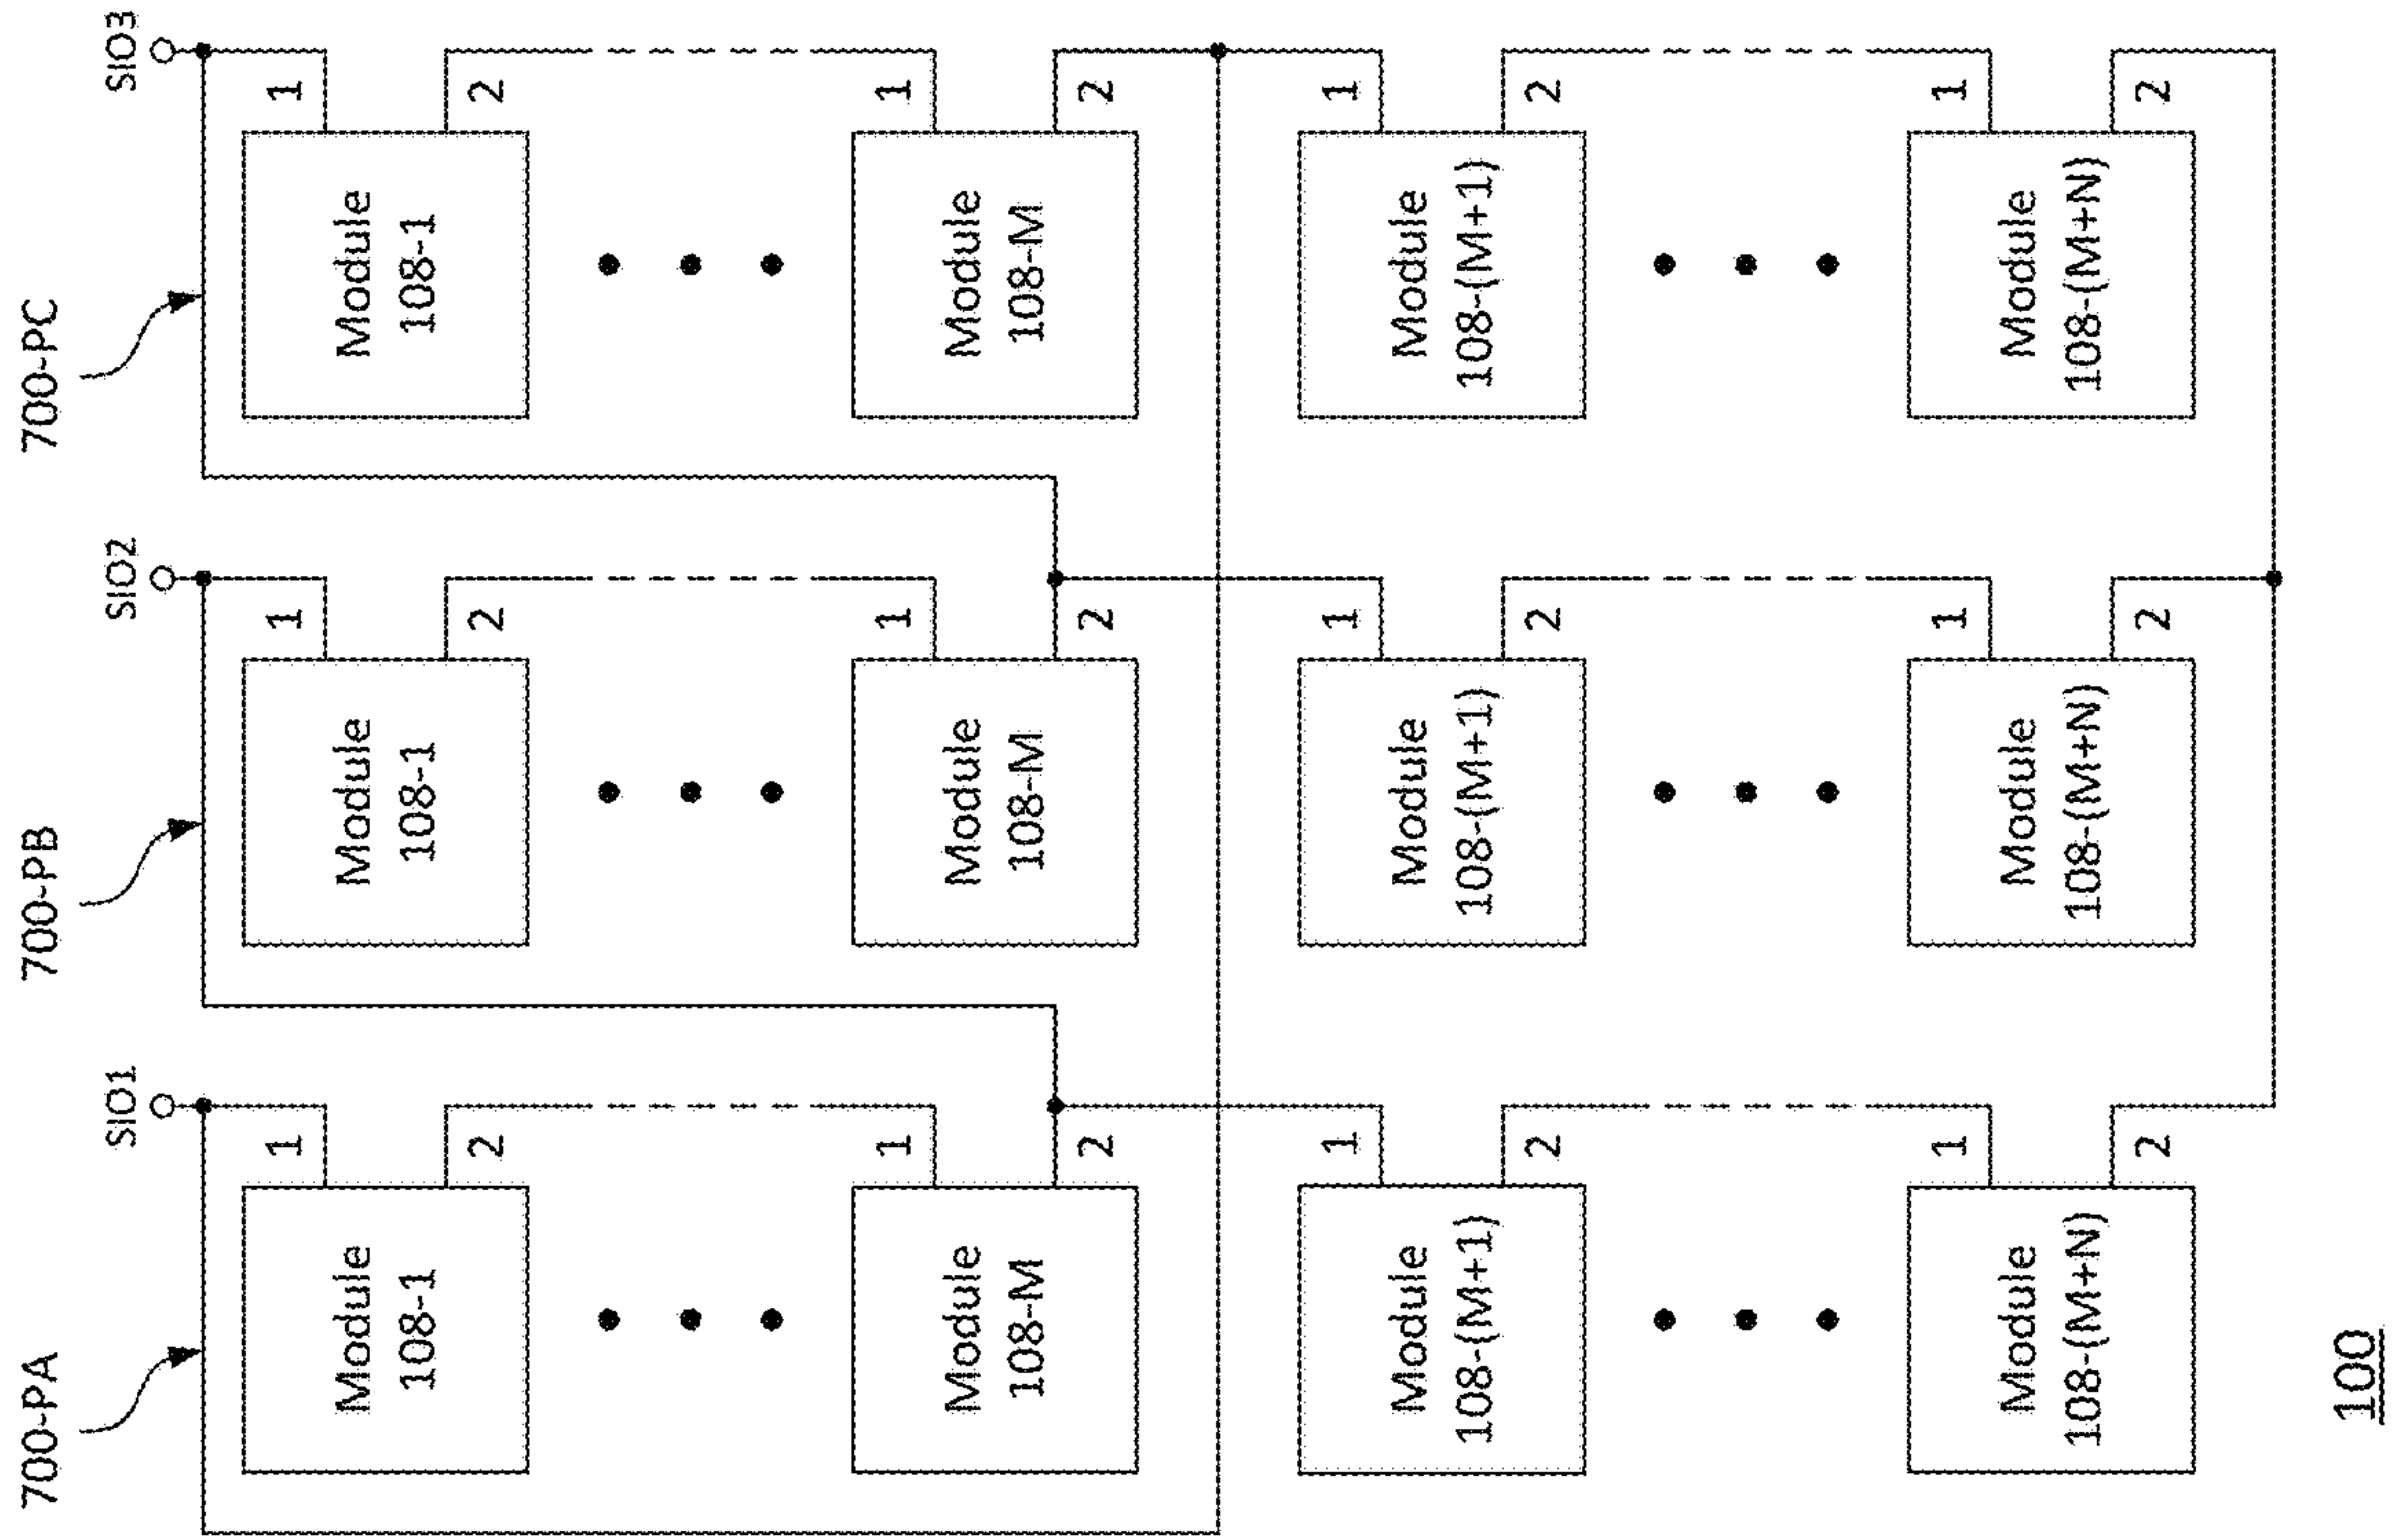 700-PA
700-PB
700-PC
SIO1
SIO2
SIO3
1
1
1
Module
108-1
Module
108-1
Module
108-1
2
2
2
1
1
1
Module
108-M
Module
108-M
Module
108-M
2
2
2
1
1
1
Module
108-(M+1)
Module
108-(M+1)
Module
108-(M+1)
2
2
2
1
1
1
Module
108-(M+N)
Module
108-(M+N)
Module
108-(M+N)
2
2
2
100